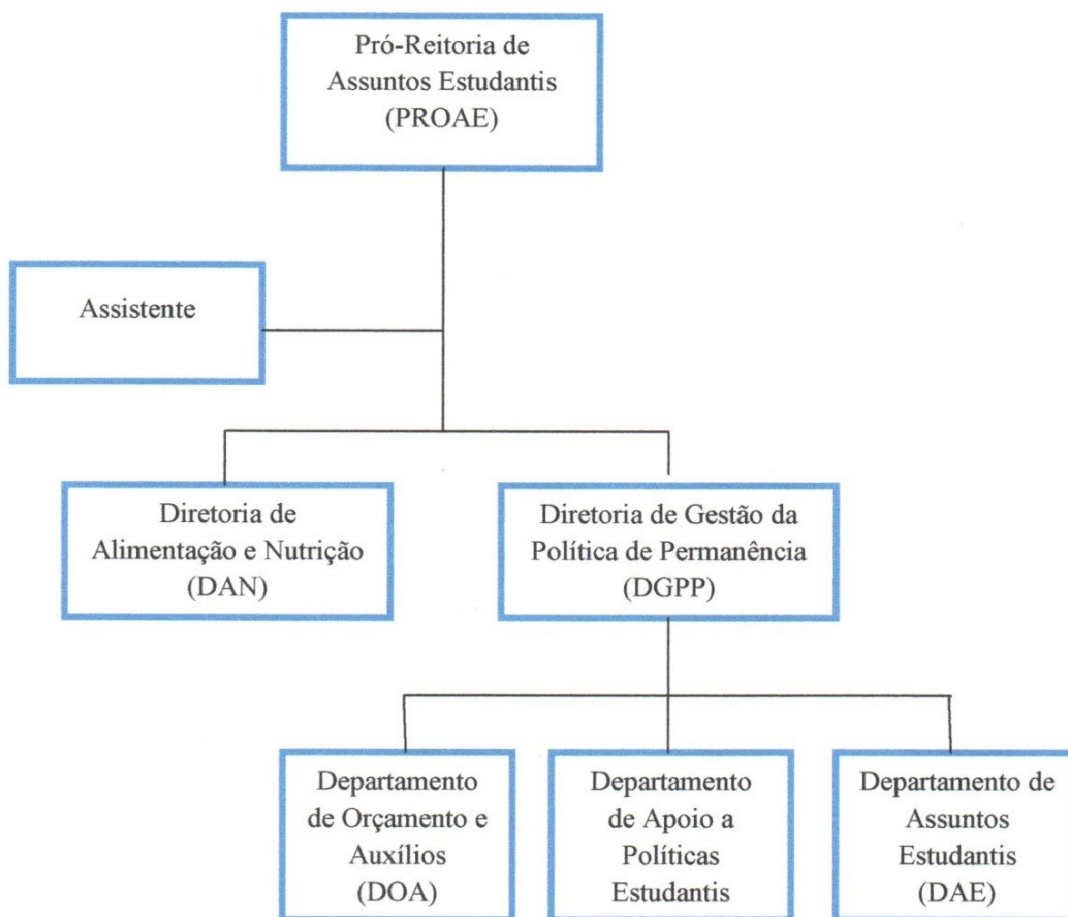 Pró-Reitoria de
Assuntos Estudantis
(PROAE)
Assistente
Diretoria de
Alimentação e Nutrição
(DAN)
Diretoria de Gestão da
Política de Permanência
(DGPP)
Departamento
de Orçamento e
Auxílios
(DOA)
Departamento
de Apoio a
Políticas
Estudantis
Departamento de
Assuntos
Estudantis
(DAE)